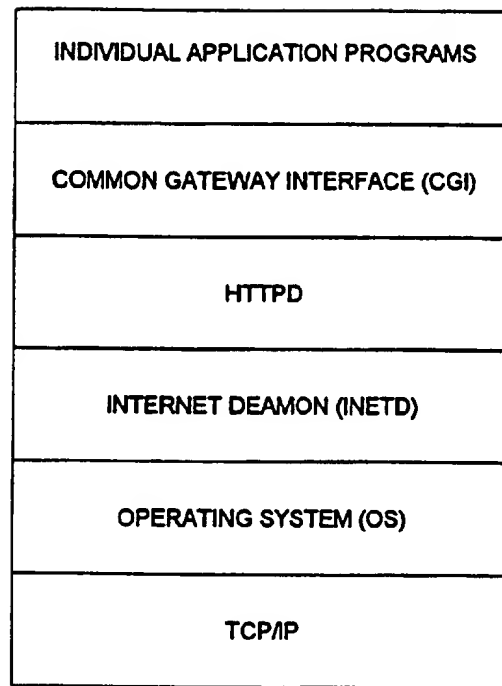 INDIVIDUAL APPLICATION PROGRAMS
COMMON GATEWAY INTERFACE (CGI)
HTTPD
INTERNET DEAMON (INETD)
OPERATING SYSTEM (OS)
TCP/IP